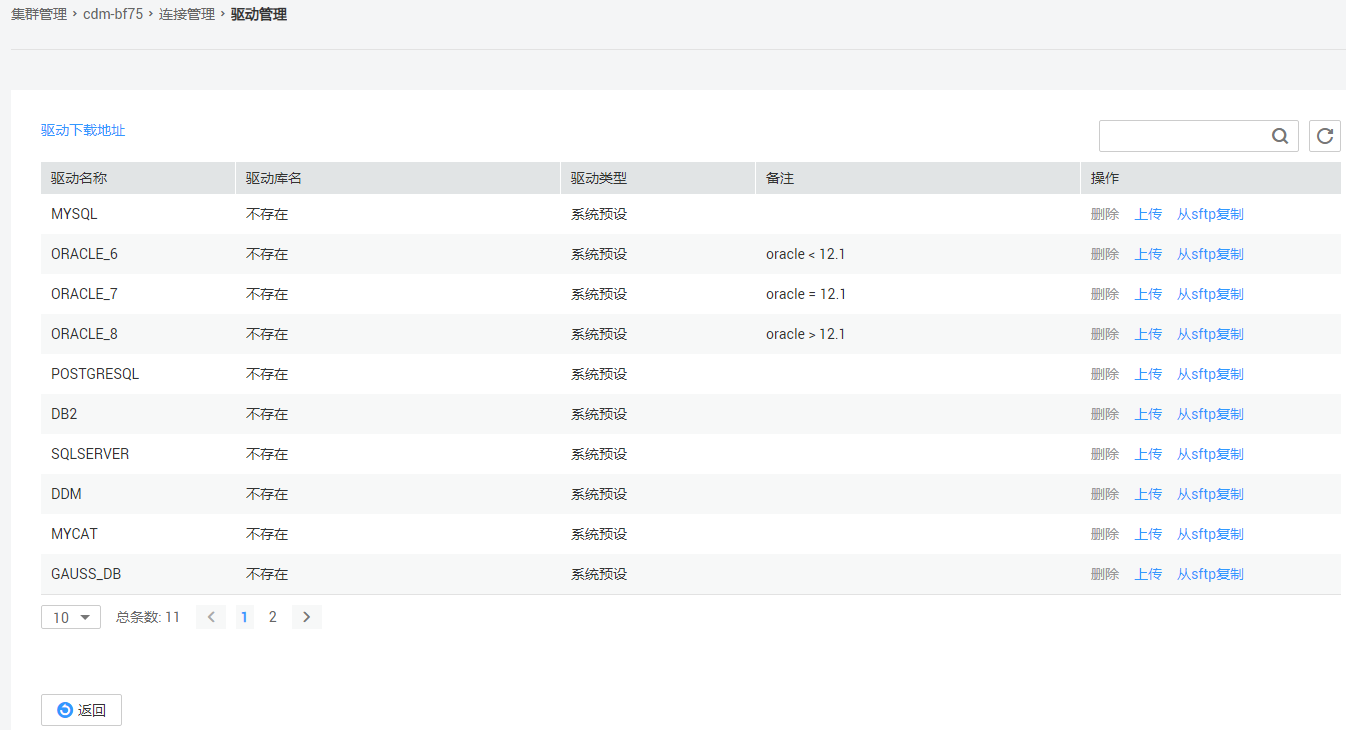 集群管理 › cdm-bf75 › 连接管理 › 驱动管理
驱动下载地址
驱动名称 驱动库名 驱动类型 备注 操作
MYSQL 不存在 系统预设 删除 上传 从sftp复制
ORACLE_6 不存在 系统预设 oracle < 12.1 删除 上传 从sftp复制
ORACLE_7 不存在 系统预设 oracle = 12.1 删除 上传 从sftp复制
ORACLE_8 不存在 系统预设 oracle > 12.1 删除 上传 从sftp复制
POSTGRESQL 不存在 系统预设 删除 上传 从sftp复制
DB2 不存在 系统预设 删除 上传 从sftp复制
SQLSERVER 不存在 系统预设 删除 上传 从sftp复制
DDM 不存在 系统预设 删除 上传 从sftp复制
MYCAT 不存在 系统预设 删除 上传 从sftp复制
GAUSS_DB 不存在 系统预设 删除 上传 从sftp复制
10 总条数: 11 < 1 2 >
返回